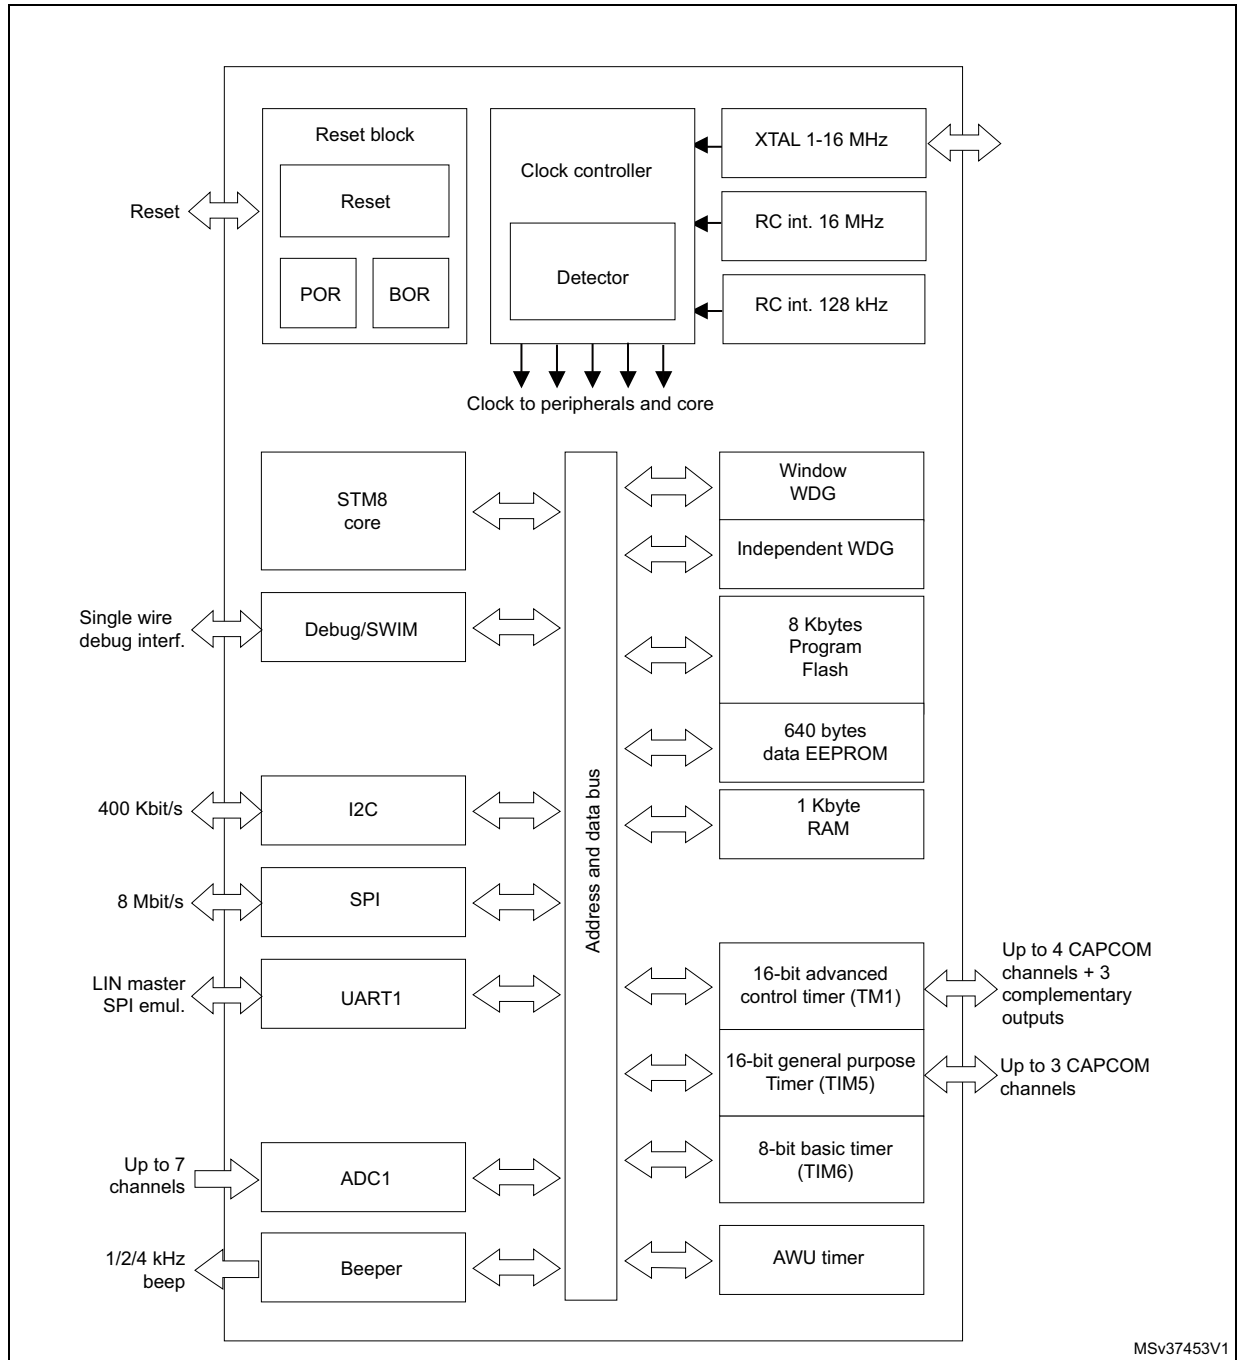 Reset block
Reset
POR
BOR
Reset
Clock controller
Detector
XTAL 1-16 MHz
RC int. 16 MHz
RC int. 128 kHz
Clock to peripherals and core
STM8
core
Single wire
debug interf.
Debug/SWIM
400 Kbit/s
I2C
8 Mbit/s
SPI
LIN master
SPI emul.
UART1
Up to 7
channels
ADC1
1/2/4 kHz
beep
Beeper
Address and data bus
Window
WDG
Independent WDG
8 Kbytes
Program
Flash
640 bytes
data EEPROM
1 Kbyte
RAM
16-bit advanced
control timer (TM1)
Up to 4 CAPCOM
channels + 3
complementary
outputs
16-bit general purpose
Timer (TIM5)
Up to 3 CAPCOM
channels
8-bit basic timer
(TIM6)
AWU timer
MSv37453V1